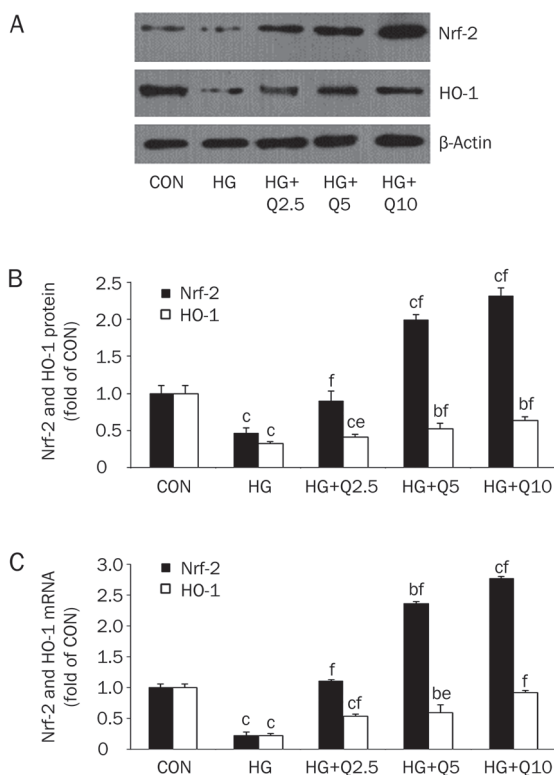 A
Nrf-2
HO-1
β-Actin
CON HG HG+ HG+ HG+
Q2.5 Q5 Q10
B
Nrf-2 and HO-1 protein
(fold of CON)
2.5
2.0
1.5
1.0
0.5
0
Nrf-2
HO-1
c c f ce cf bf cf bf
CON HG HG+Q2.5 HG+Q5 HG+Q10
C
Nrf-2 and HO-1 mRNA
(fold of CON)
3.0
2.5
2.0
1.5
1.0
0.5
0
Nrf-2
HO-1
c c f cf bf be cf f
CON HG HG+Q2.5 HG+Q5 HG+Q10